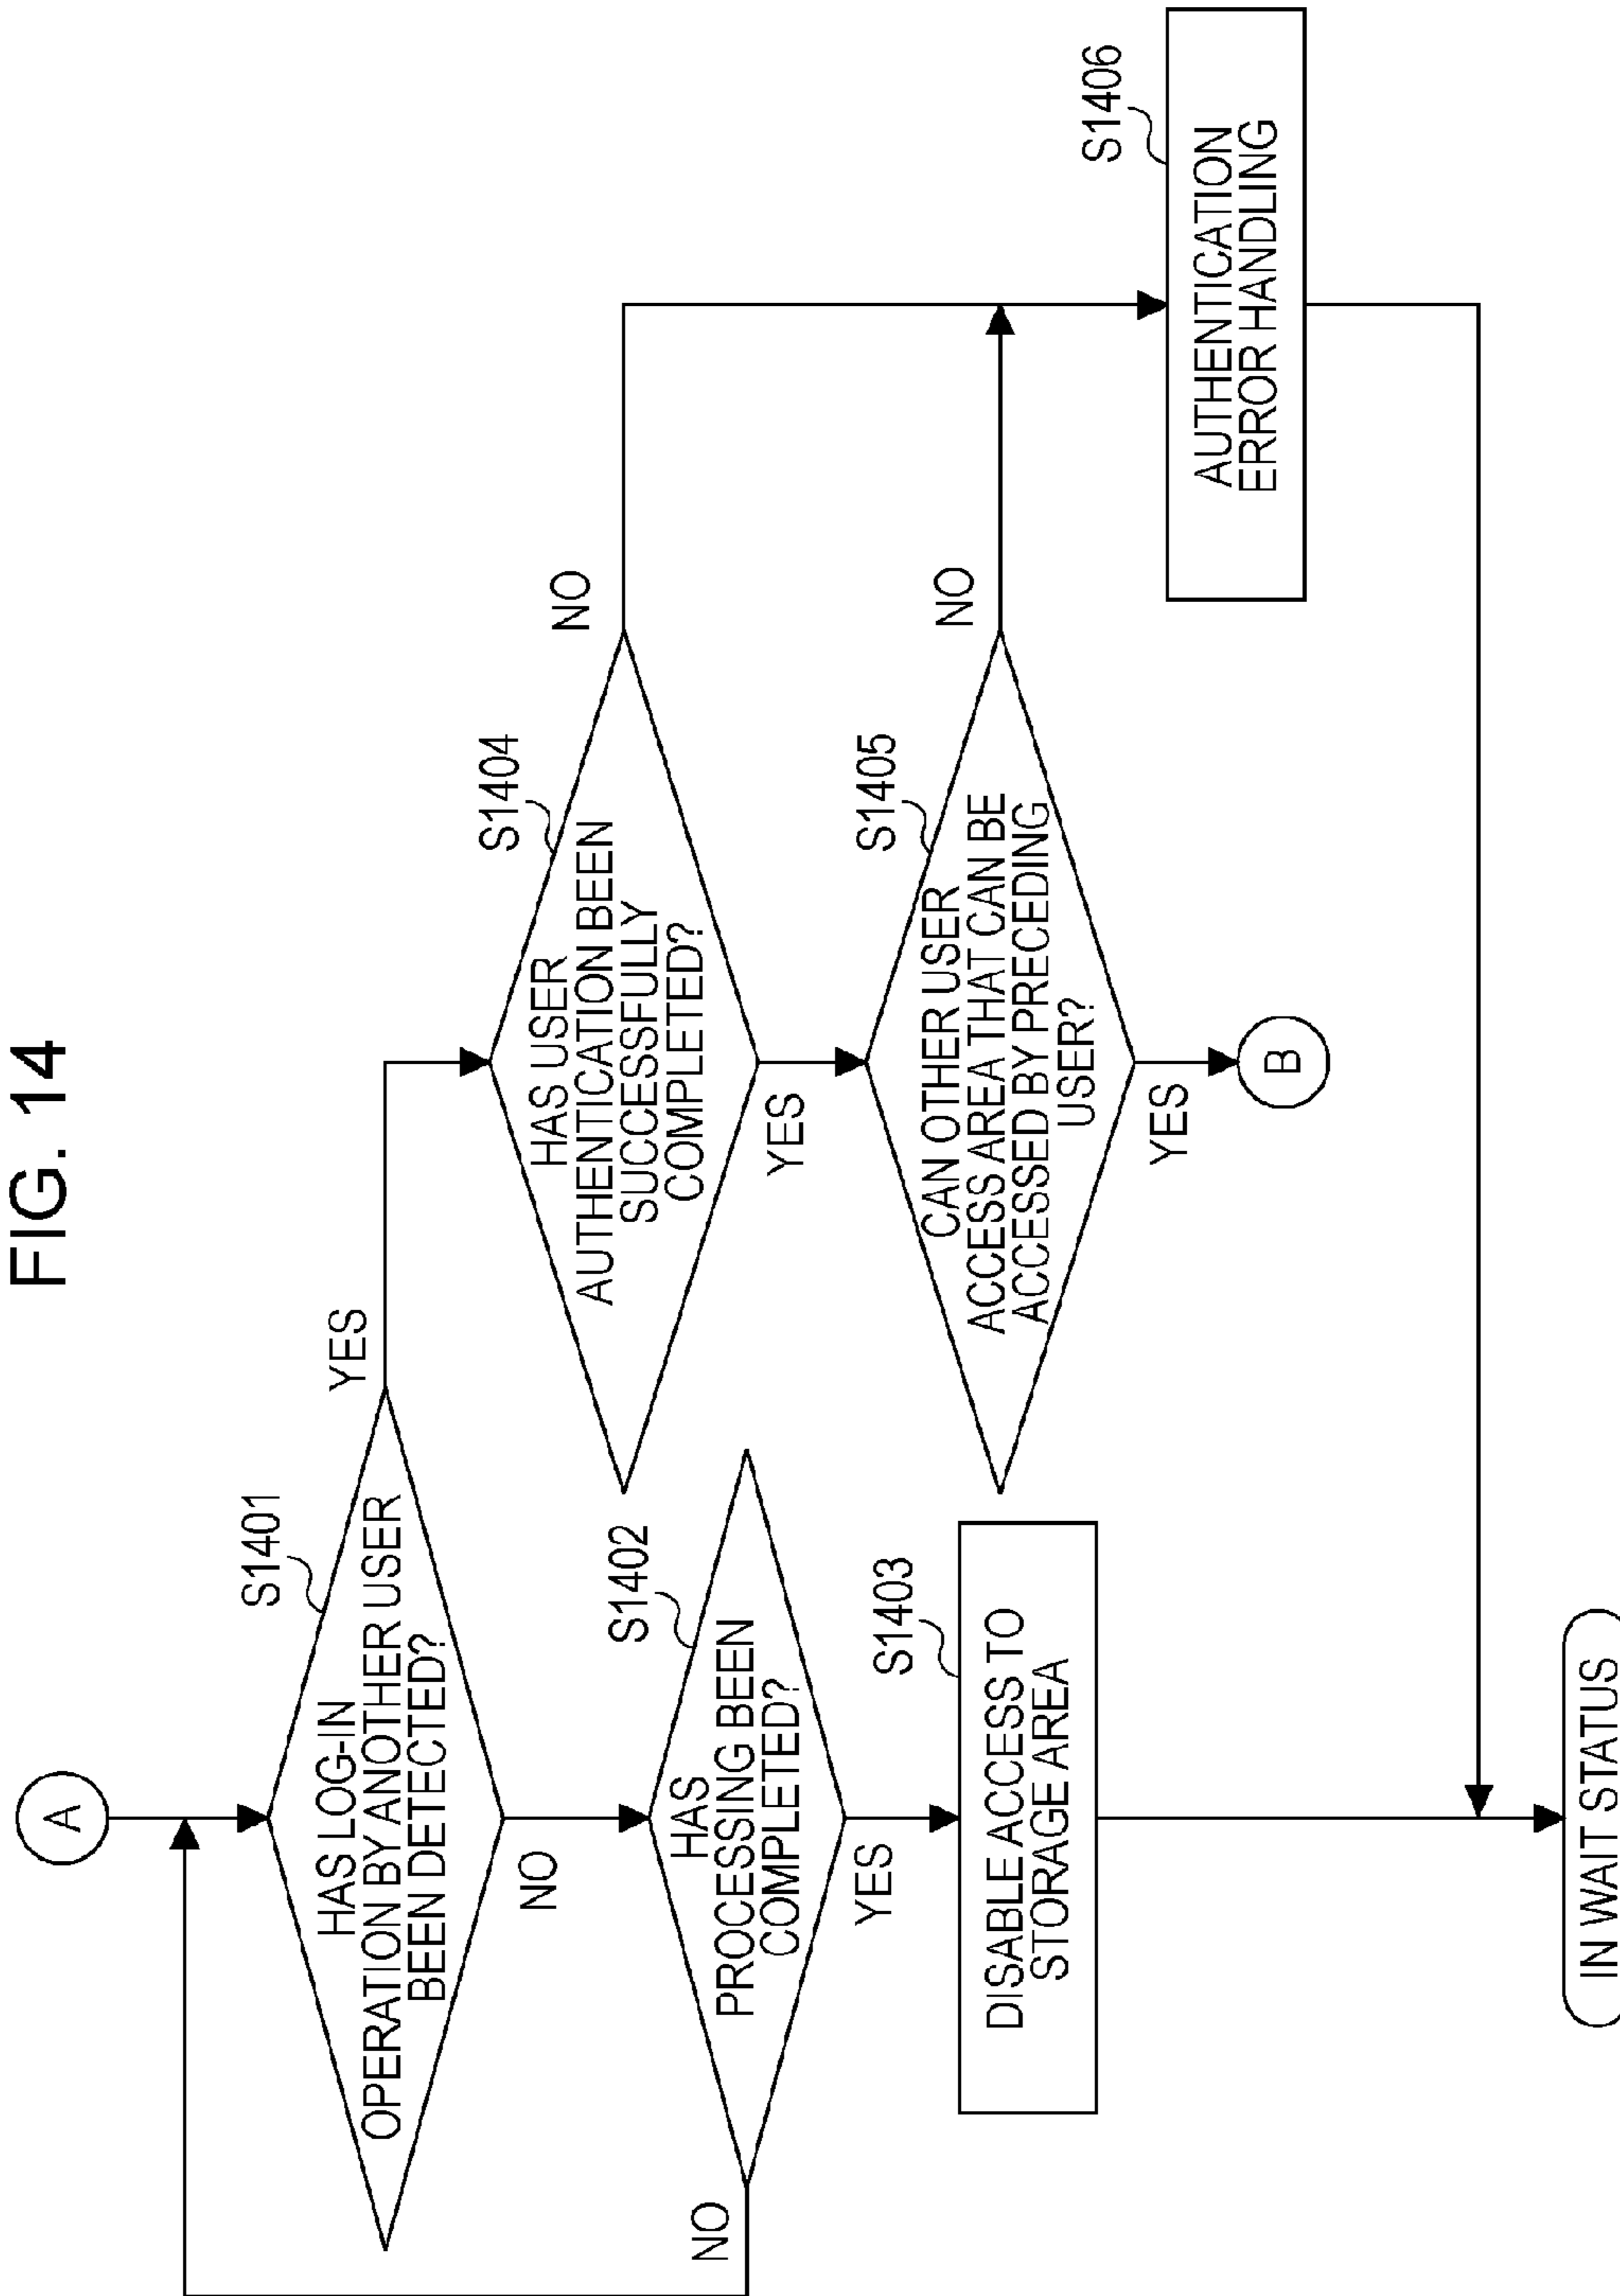 FIG. 14
A
S1401
HAS LOG-IN
OPERATION BY ANOTHER USER
BEEN DETECTED?
YES
NO
S1402
HAS
PROCESSING BEEN
COMPLETED?
NO
YES
S1403
DISABLE ACCESS TO
STORAGE AREA
S1404
HAS USER
AUTHENTICATION BEEN
SUCCESSFULLY
COMPLETED?
NO
YES
S1405
CAN OTHER USER
ACCESS AREA THAT CAN BE
ACCESSED BY PRECEDING
USER?
NO
YES
B
S1406
AUTHENTICATION
ERROR HANDLING
IN WAIT STATUS